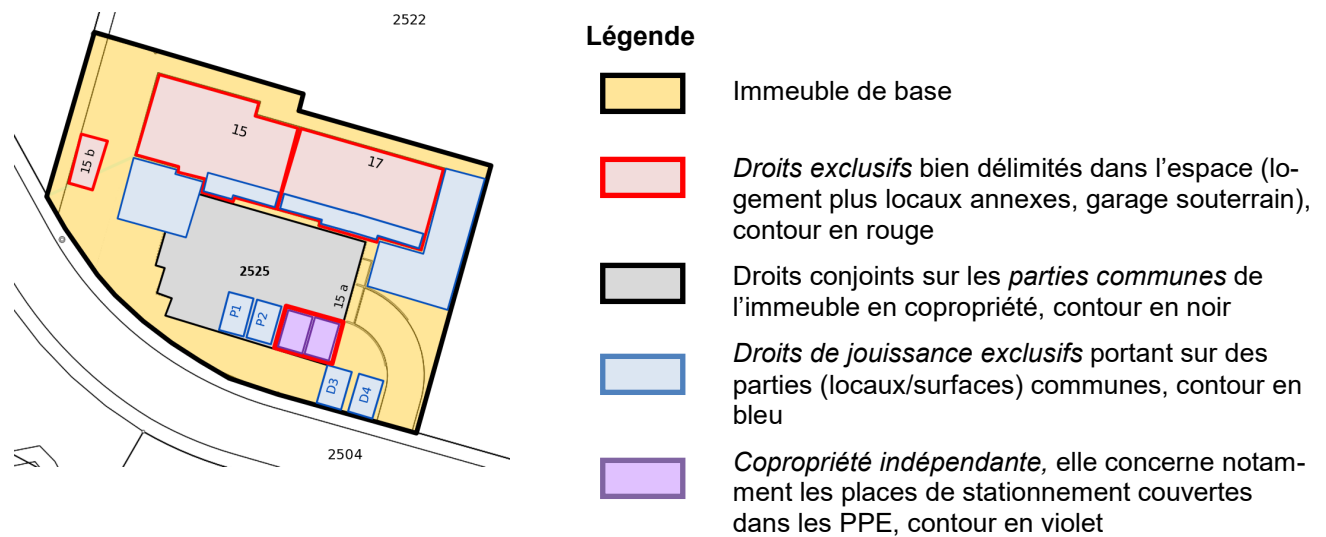 2522
15
17
15 b
2525
15 a
P1
P2
D3
D4
2504
Légende
Immeuble de base
Droits exclusifs bien délimités dans l'espace (lo-
gement plus locaux annexes, garage souterrain),
contour en rouge
Droits conjoints sur les parties communes de
l'immeuble en copropriété, contour en noir
Droits de jouissance exclusifs portant sur des
parties (locaux/surfaces) communes, contour en
bleu
Copropriété indépendante, elle concerne notam-
ment les places de stationnement couvertes
dans les PPE, contour en violet